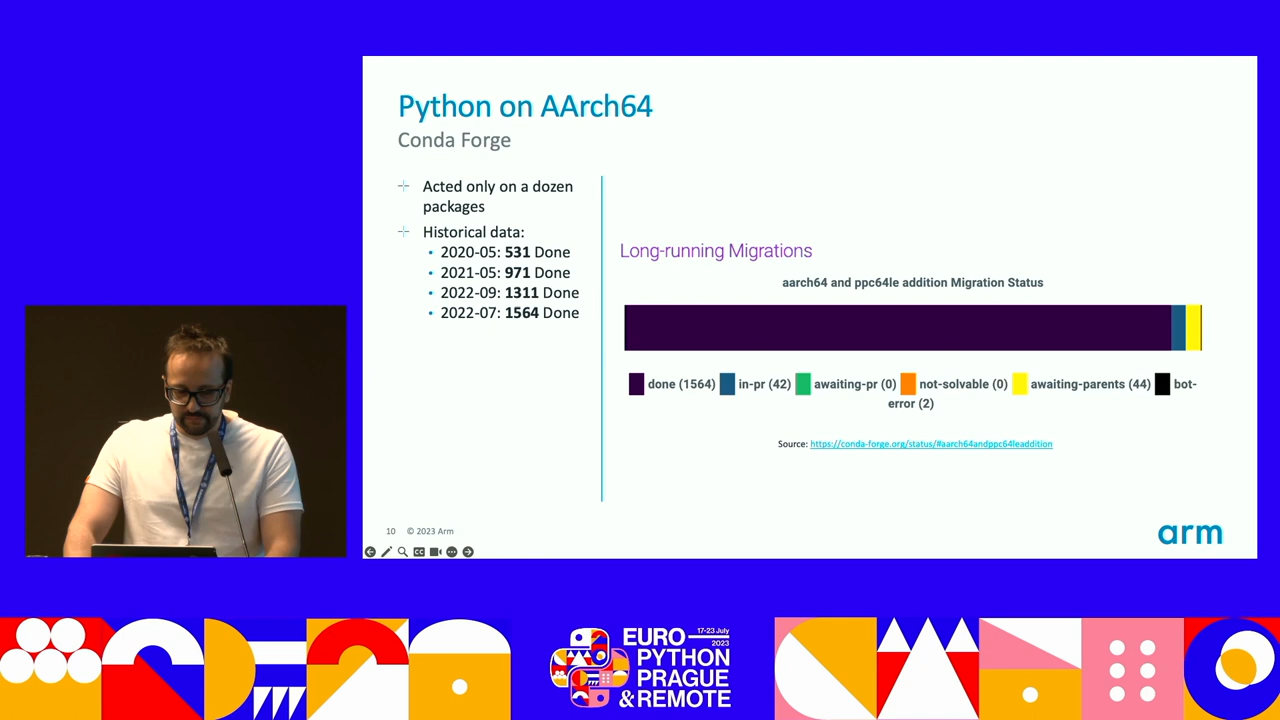 Python on AArch64
Conda Forge
Acted only on a dozen
packages
Historical data:
• 2020-05: 531 Done
• 2021-05: 971 Done
• 2022-09: 1311 Done
• 2022-07: 1564 Done
Long-running Migrations
aarch64 and ppc64le addition Migration Status
done (1564) in-pr (42) awaiting-pr (0) not-solvable (0) awaiting-parents (44) bot-
error (2)
Source: https://conda-forge.org/status/#aarch64andppc64leaddition
10 © 2023 Arm
arm
CC
17-23 July
2023
EURO
PYTHON
PRAGUE
& REMOTE